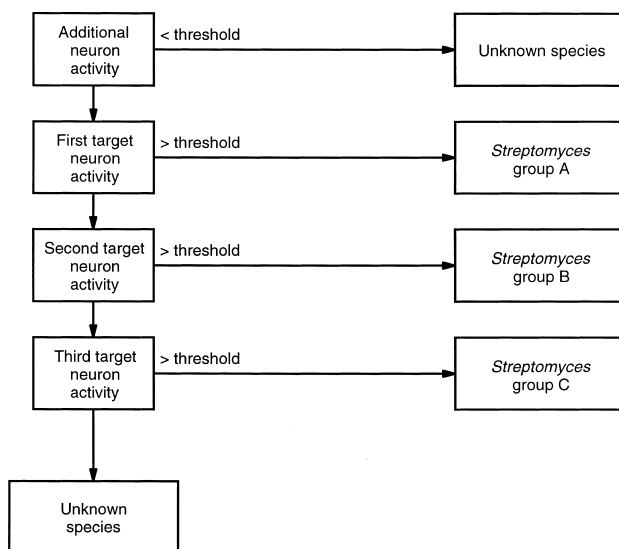 Additional
neuron
activity
< threshold
Unknown species
First target
neuron
activity
> threshold
Streptomyces
group A
Second target
neuron
activity
> threshold
Streptomyces
group B
Third target
neuron
activity
> threshold
Streptomyces
group C
Unknown
species